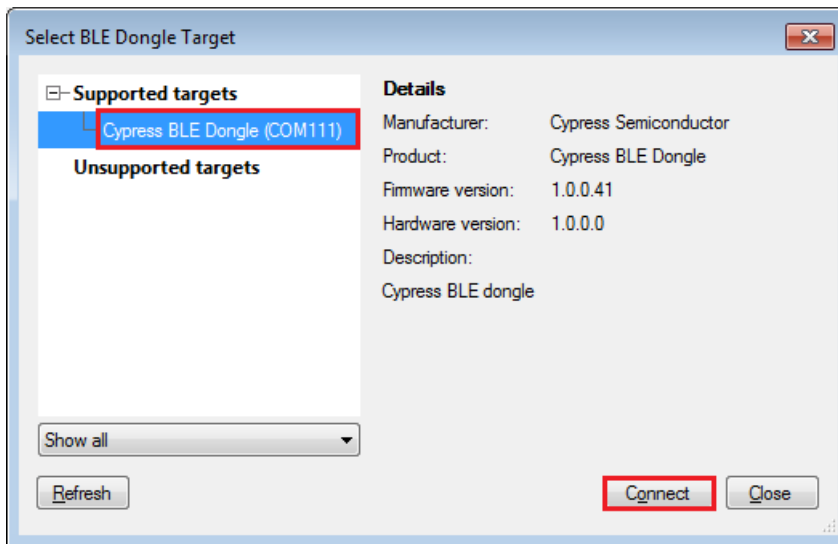 Select BLE Dongle Target
Supported targets
Cypress BLE Dongle (COM111)
Unsupported targets
Show all
Refresh
Details
Manufacturer: Cypress Semiconductor
Product: Cypress BLE Dongle
Firmware version: 1.0.0.41
Hardware version: 1.0.0.0
Description:
Cypress BLE dongle
Connect
Close